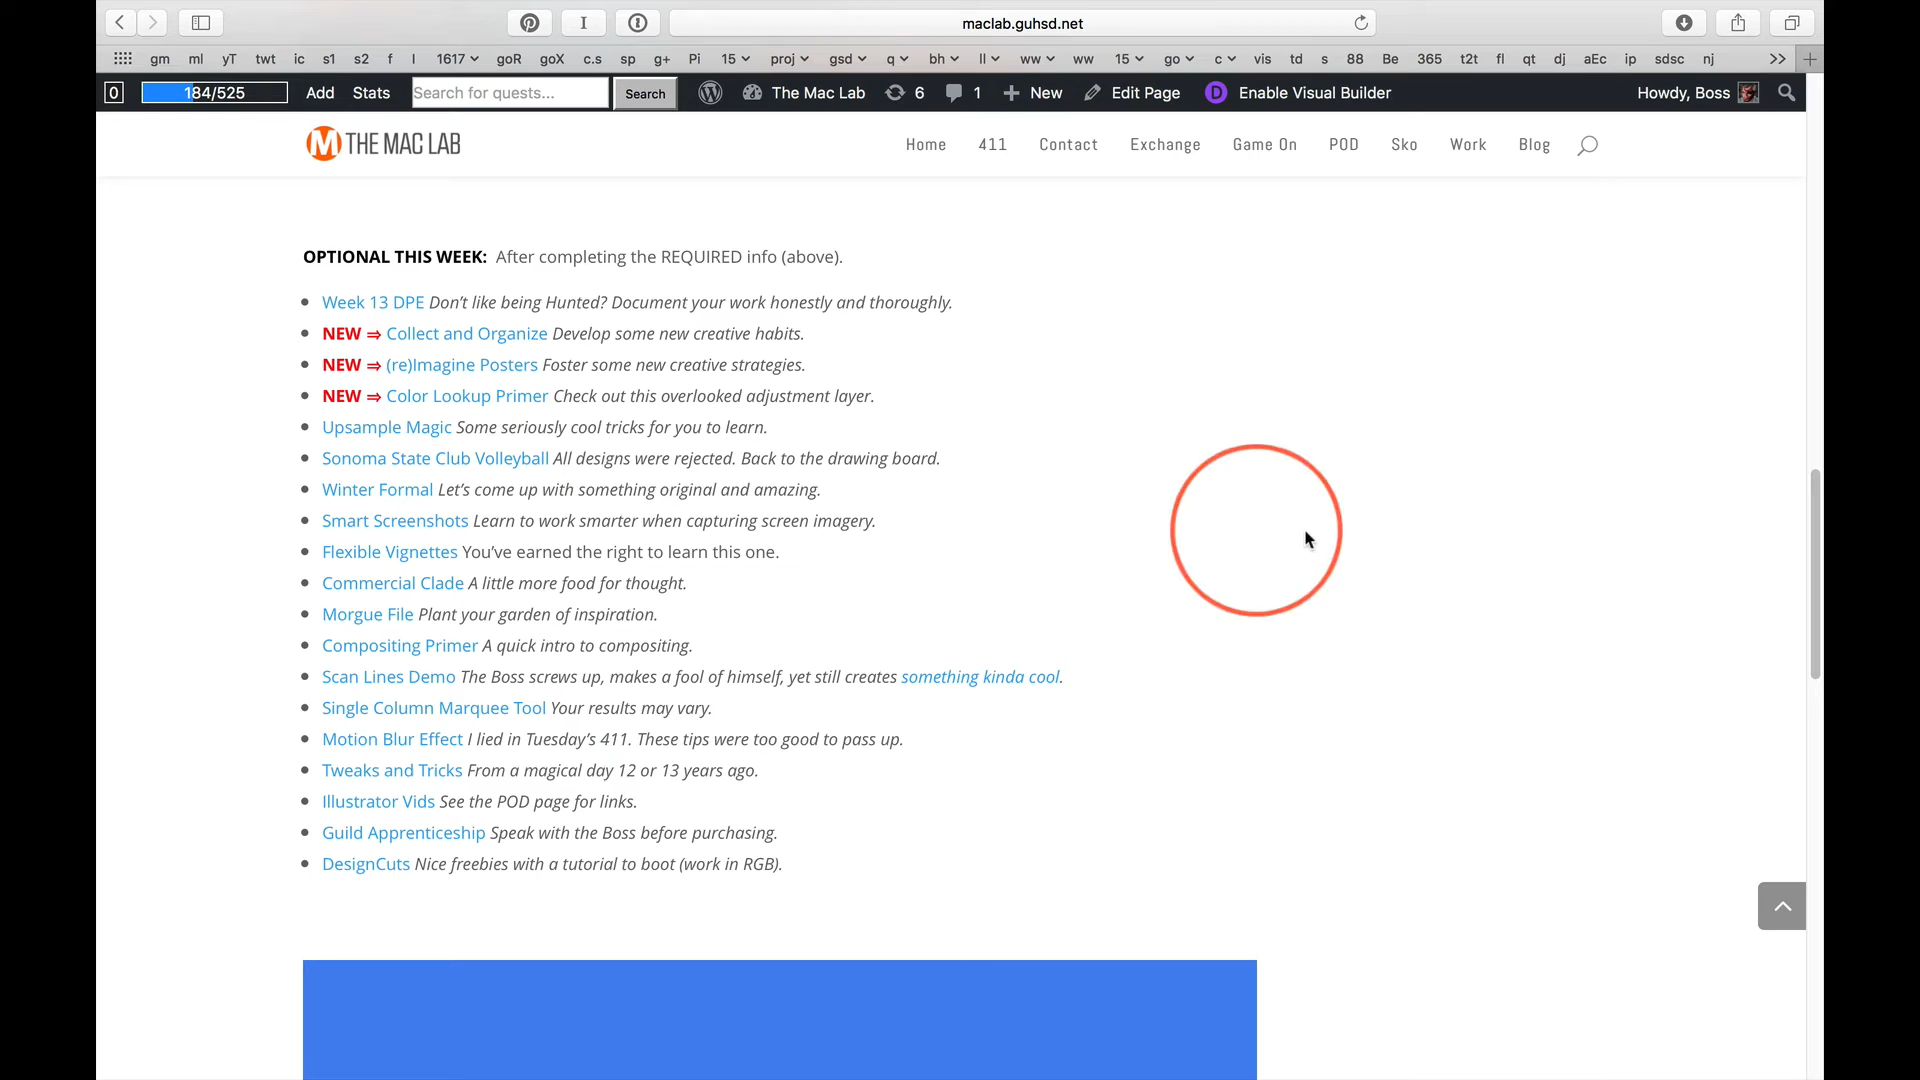 maclab.guhsd.net
gm ml yT twt ic s1 s2 f I 1617 goR goX c.s sp g+ Pi 15 proj gsd q bh ll ww ww 15 go c vis td s 88 Be 365 t2t fl qt dj aEc ip sdsc nj
0 184/525 Add Stats Search for quests... Search The Mac Lab 6 1 New Edit Page D Enable Visual Builder Howdy, Boss
M THE MAC LAB Home 411 Contact Exchange Game On POD Sko Work Blog
OPTIONAL THIS WEEK: After completing the REQUIRED info (above).
Week 13 DPE Don't like being Hunted? Document your work honestly and thoroughly.
NEW ⇒ Collect and Organize Develop some new creative habits.
NEW ⇒ (re)Imagine Posters Foster some new creative strategies.
NEW ⇒ Color Lookup Primer Check out this overlooked adjustment layer.
Upsample Magic Some seriously cool tricks for you to learn.
Sonoma State Club Volleyball All designs were rejected. Back to the drawing board.
Winter Formal Let's come up with something original and amazing.
Smart Screenshots Learn to work smarter when capturing screen imagery.
Flexible Vignettes You've earned the right to learn this one.
Commercial Clade A little more food for thought.
Morgue File Plant your garden of inspiration.
Compositing Primer A quick intro to compositing.
Scan Lines Demo The Boss screws up, makes a fool of himself, yet still creates something kinda cool.
Single Column Marquee Tool Your results may vary.
Motion Blur Effect I lied in Tuesday's 411. These tips were too good to pass up.
Tweaks and Tricks From a magical day 12 or 13 years ago.
Illustrator Vids See the POD page for links.
Guild Apprenticeship Speak with the Boss before purchasing.
DesignCuts Nice freebies with a tutorial to boot (work in RGB).